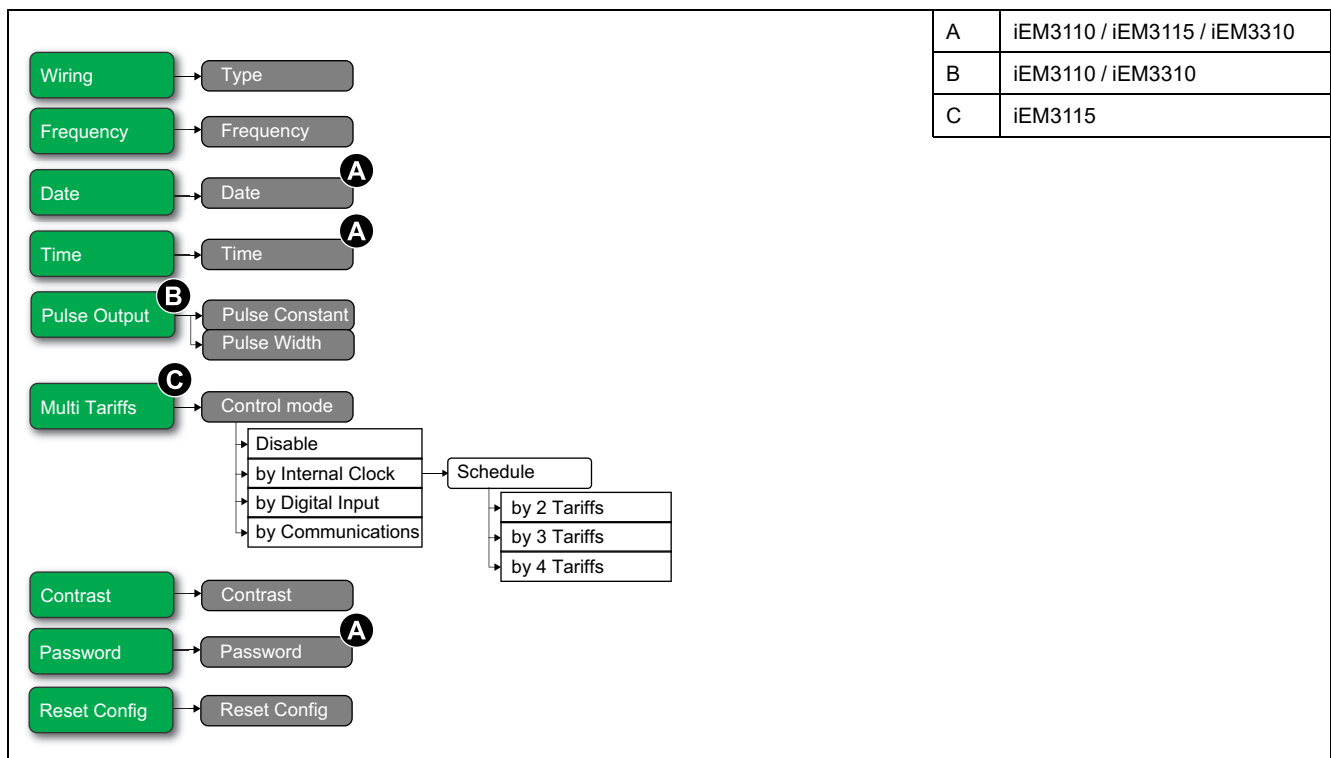 A iEM3110 / iEM3115 / iEM3310
B iEM3110 / iEM3310
C iEM3115
Wiring Type
Frequency Frequency
A
Date Date
A
Time Time
B
Pulse Output Pulse Constant
Pulse Width
C
Multi Tariffs Control mode
Disable
by Internal Clock Schedule
by Digital Input by 2 Tariffs
by Communications by 3 Tariffs
by 4 Tariffs
Contrast Contrast
A
Password Password
Reset Config Reset Config